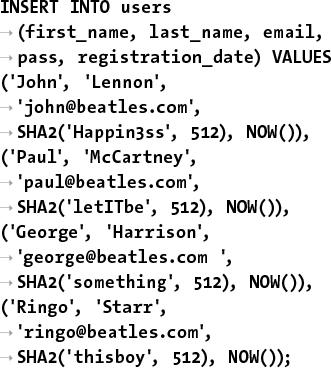 INSERT INTO users
→ (first_name, last_name, email,
→ pass, registration_date) VALUES
('John', 'Lennon',
→ 'john@beatles.com',
→ SHA2('Happin3ss', 512), NOW()),
('Paul', 'McCartney',
→ 'paul@beatles.com',
→ SHA2('letITbe', 512), NOW()),
('George', 'Harrison',
→ 'george@beatles.com ',
→ SHA2('something', 512), NOW()),
('Ringo', 'Starr',
→ 'ringo@beatles.com',
→ SHA2('thisboy', 512), NOW());